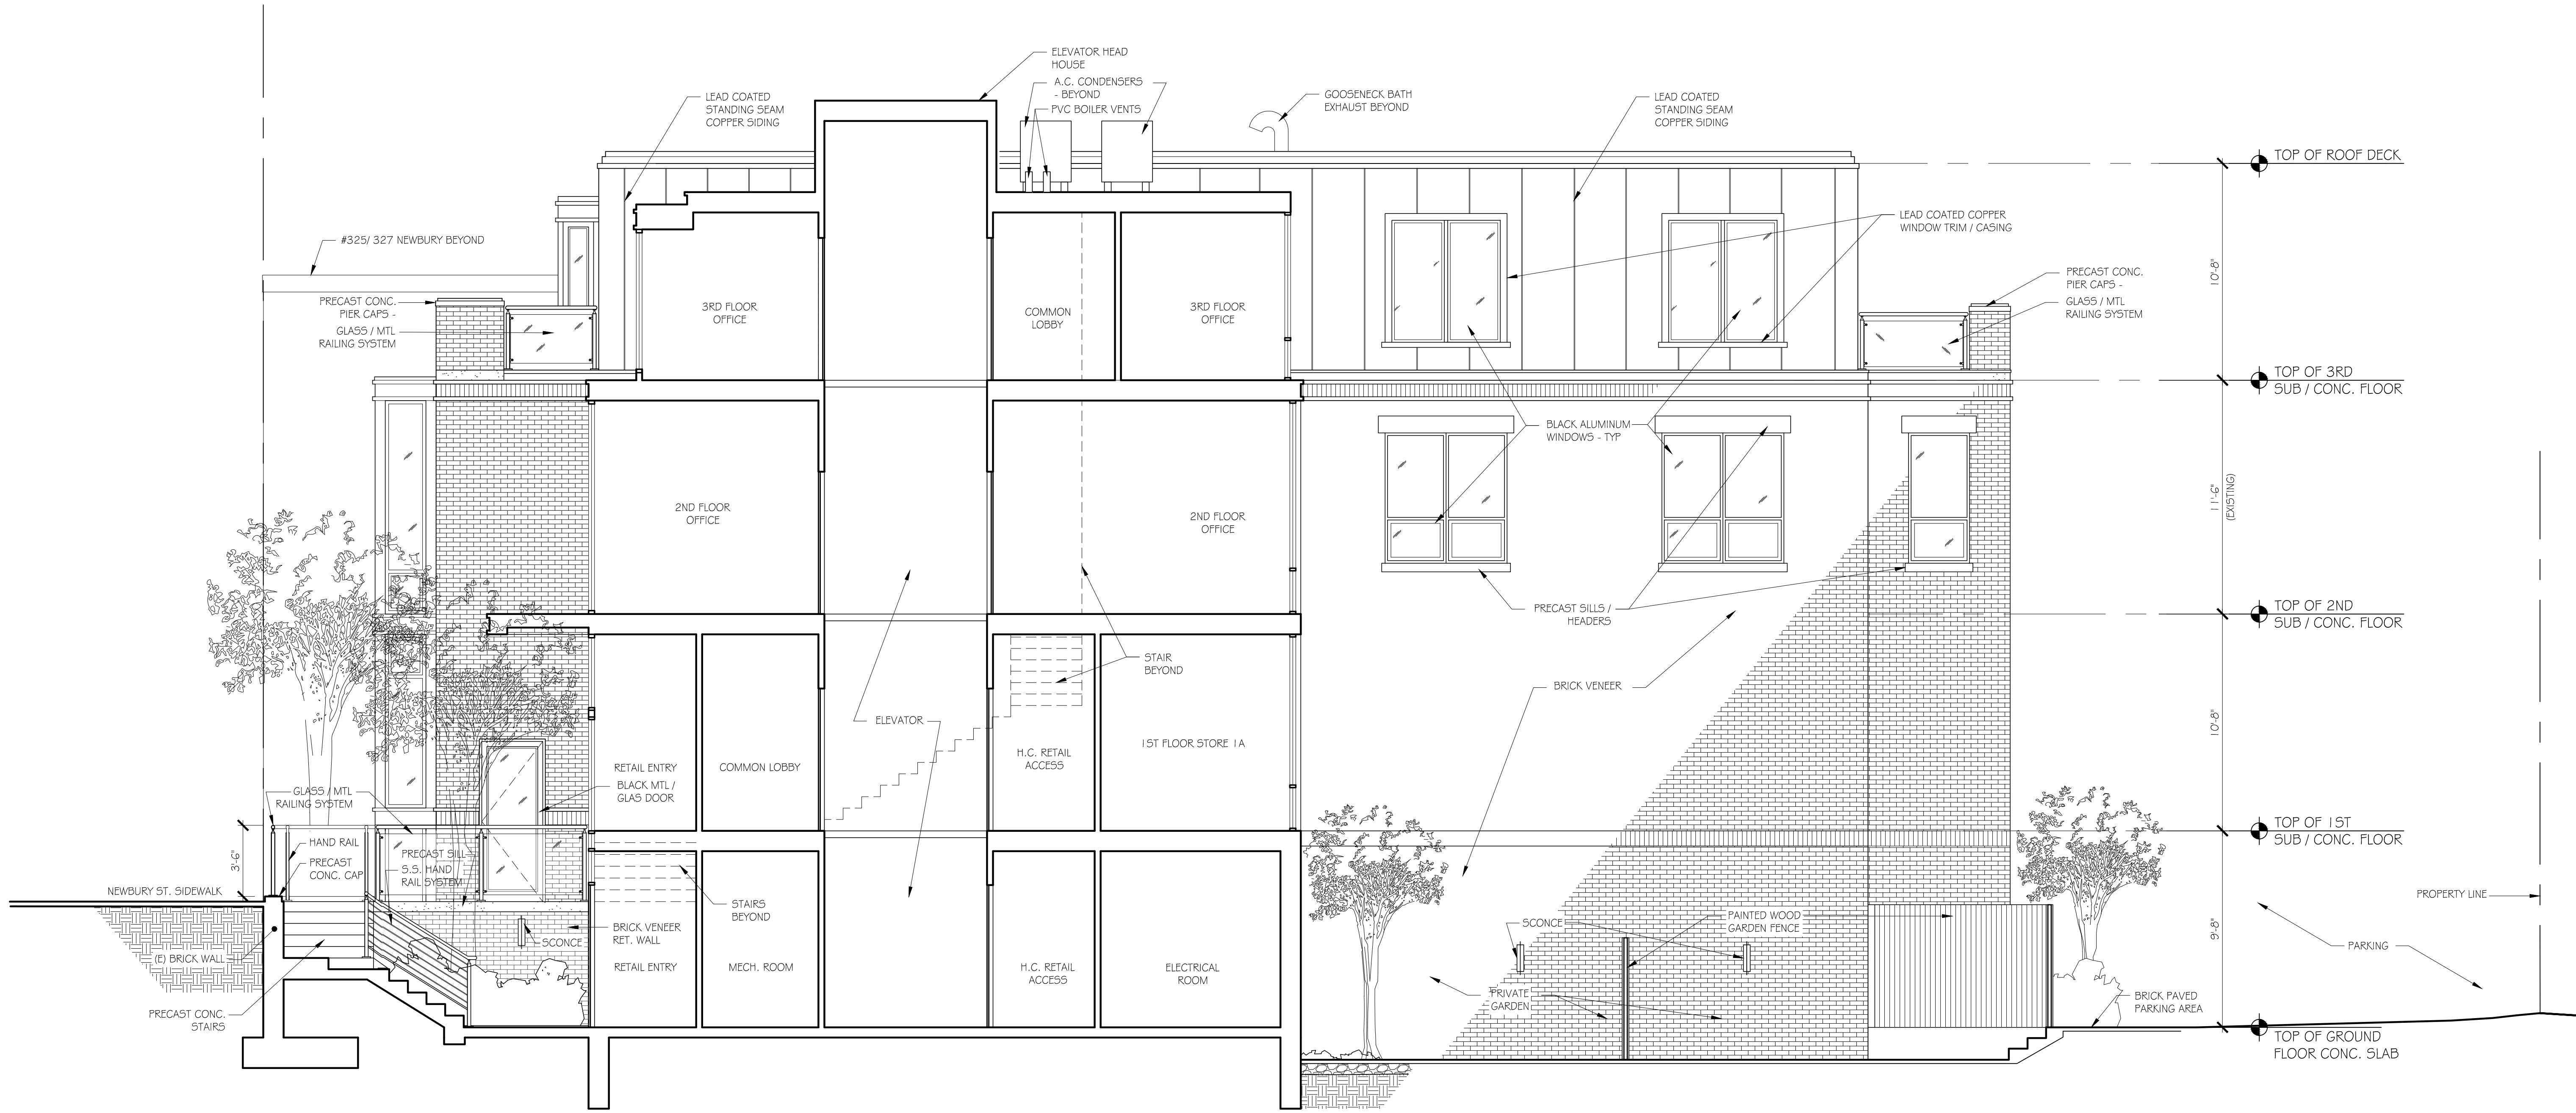 ELEVATOR HEAD
HOUSE
A.C. CONDENSERS
- BEYOND
PVC BOILER VENTS
LEAD COATED
STANDING SEAM
COPPER SIDING
GOOSENECK BATH
EXHAUST BEYOND
LEAD COATED
STANDING SEAM
COPPER SIDING
TOP OF ROOF DECK
LEAD COATED COPPER
WINDOW TRIM / CASING
#325/ 327 NEWBURY BEYOND
10'-8"
PRECAST CONC.
PIER CAPS -
GLASS / MTL
RAILING SYSTEM
3RD FLOOR
OFFICE
COMMON
LOBBY
3RD FLOOR
OFFICE
PRECAST CONC.
PIER CAPS -
GLASS / MTL
RAILING SYSTEM
TOP OF 3RD
SUB / CONC. FLOOR
BLACK ALUMINUM
WINDOWS - TYP
2ND FLOOR
OFFICE
2ND FLOOR
OFFICE
11'-6"
(EXISTING)
PRECAST SILLS /
HEADERS
TOP OF 2ND
SUB / CONC. FLOOR
STAIR
BEYOND
BRICK VENEER
ELEVATOR
10'-8"
RETAIL ENTRY
COMMON LOBBY
H.C. RETAIL
ACCESS
1ST FLOOR STORE 1A
BLACK MTL /
GLAS DOOR
GLASS / MTL
RAILING SYSTEM
TOP OF 1ST
SUB / CONC. FLOOR
3'-6"
HAND RAIL
PRECAST
CONC. CAP
PRECAST SILL
S.S. HAND
RAIL SYSTEM
NEWBURY ST. SIDEWALK
STAIRS
BEYOND
PROPERTY LINE
BRICK VENEER
RET. WALL
SCONCE
SCONCE
PAINTED WOOD
GARDEN FENCE
9'-8"
PARKING
(E) BRICK WALL
RETAIL ENTRY
MECH. ROOM
H.C. RETAIL
ACCESS
ELECTRICAL
ROOM
PRIVATE
GARDEN
BRICK PAVED
PARKING AREA
PRECAST CONC.
STAIRS
TOP OF GROUND
FLOOR CONC. SLAB